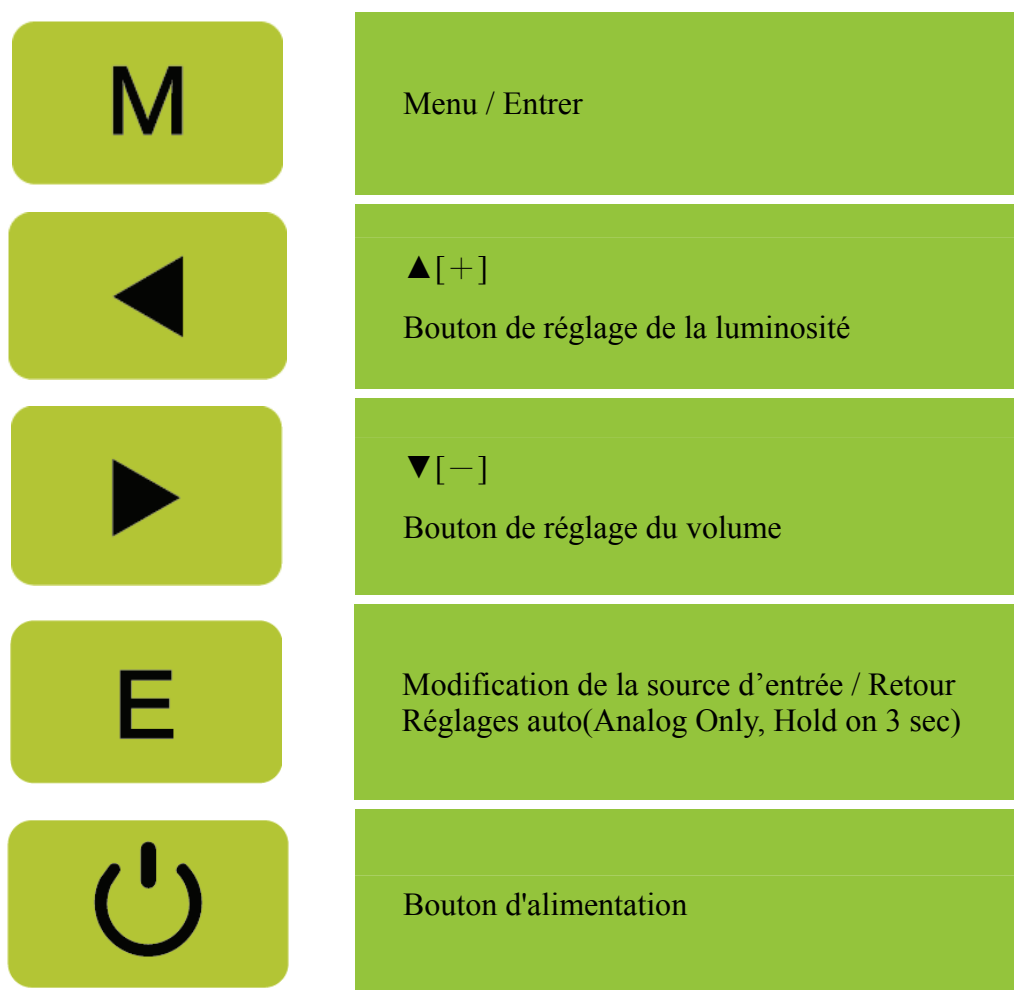 M
Menu / Entrer
◀
▲[+]
Bouton de réglage de la luminosité
▶
▼[−]
Bouton de réglage du volume
E
Modification de la source d’entrée / Retour
Réglages auto(Analog Only, Hold on 3 sec)
Bouton d'alimentation